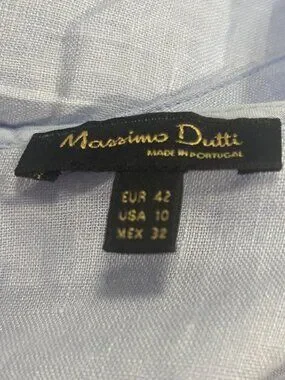 Massimo Dutti
MADE IN PORTUGAL
EUR 42
USA 10
MEX 32